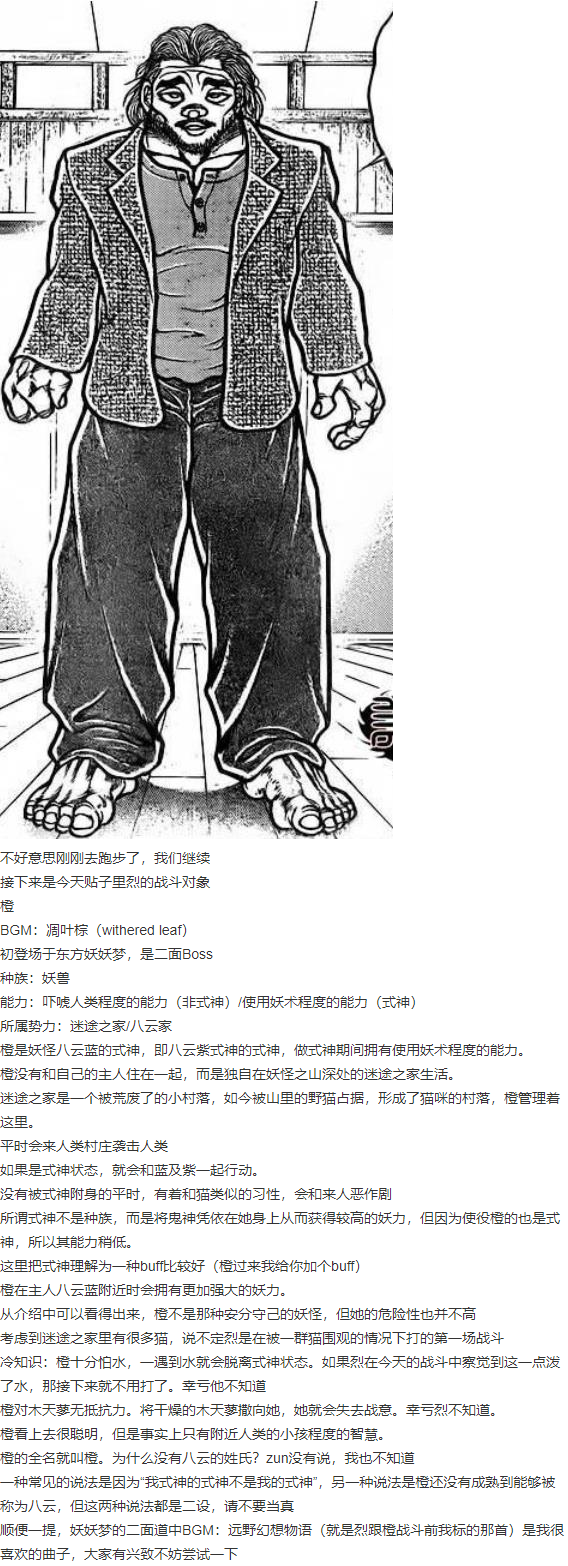 不好意思刚刚去跑步了，我们继续
接下来是今天贴子里烈的战斗对象
橙
BGM：凋叶棕（withered leaf）
初登场于东方妖妖梦，是二面Boss
种族：妖兽
能力：吓唬人类程度的能力（非式神）/使用妖术程度的能力（式神）
所属势力：迷途之家/八云家
橙是妖怪八云蓝的式神，即八云紫式神的式神，做式神期间拥有使用妖术程度的能力。
橙没有和自己的主人住在一起，而是独自在妖怪之山深处的迷途之家生活。
迷途之家是一个被荒废了的小村落，如今被山里的野猫占据，形成了猫咪的村落，橙管理着
这里。
平时会来人类村庄袭击人类
如果是式神状态，就会和蓝及紫一起行动。
没有被式神附身的平时，有着和猫类似的习性，会和来人恶作剧
所谓式神不是种族，而是将鬼神凭依在她身上从而获得较高的妖力，但因为使役橙的也是式
神，所以其能力稍低。
这里把式神理解为一种buff比较好（橙过来我给你加个buff）
橙在主人八云蓝附近时会拥有更加强大的妖力。
从介绍中可以看得出来，橙不是那种安分守己的妖怪，但她的危险性也并不高
考虑到迷途之家里有很多猫，说不定烈是在被一群猫围观的情况下打的第一场战斗
冷知识：橙十分怕水，一遇到水就会脱离式神状态。如果烈在今天的战斗中察觉到这一点泼
了水，那接下来就不用打了。幸亏他不知道
橙对木天蓼无抵抗力。将干燥的木天蓼撒向她，她就会失去战意。幸亏烈不知道。
橙看上去很聪明，但是事实上只有附近人类的小孩程度的智慧。
橙的全名就叫橙。为什么没有八云的姓氏？zun没有说，我也不知道
一种常见的说法是因为“我式神的式神不是我的式神”，另一种说法是橙还没有成熟到能够被
称为八云，但这两种说法都是二设，请不要当真
顺便一提，妖妖梦的二面道中BGM：远野幻想物语（就是烈跟橙战斗前我标的那首）是我很
喜欢的曲子，大家有兴致不妨尝试一下